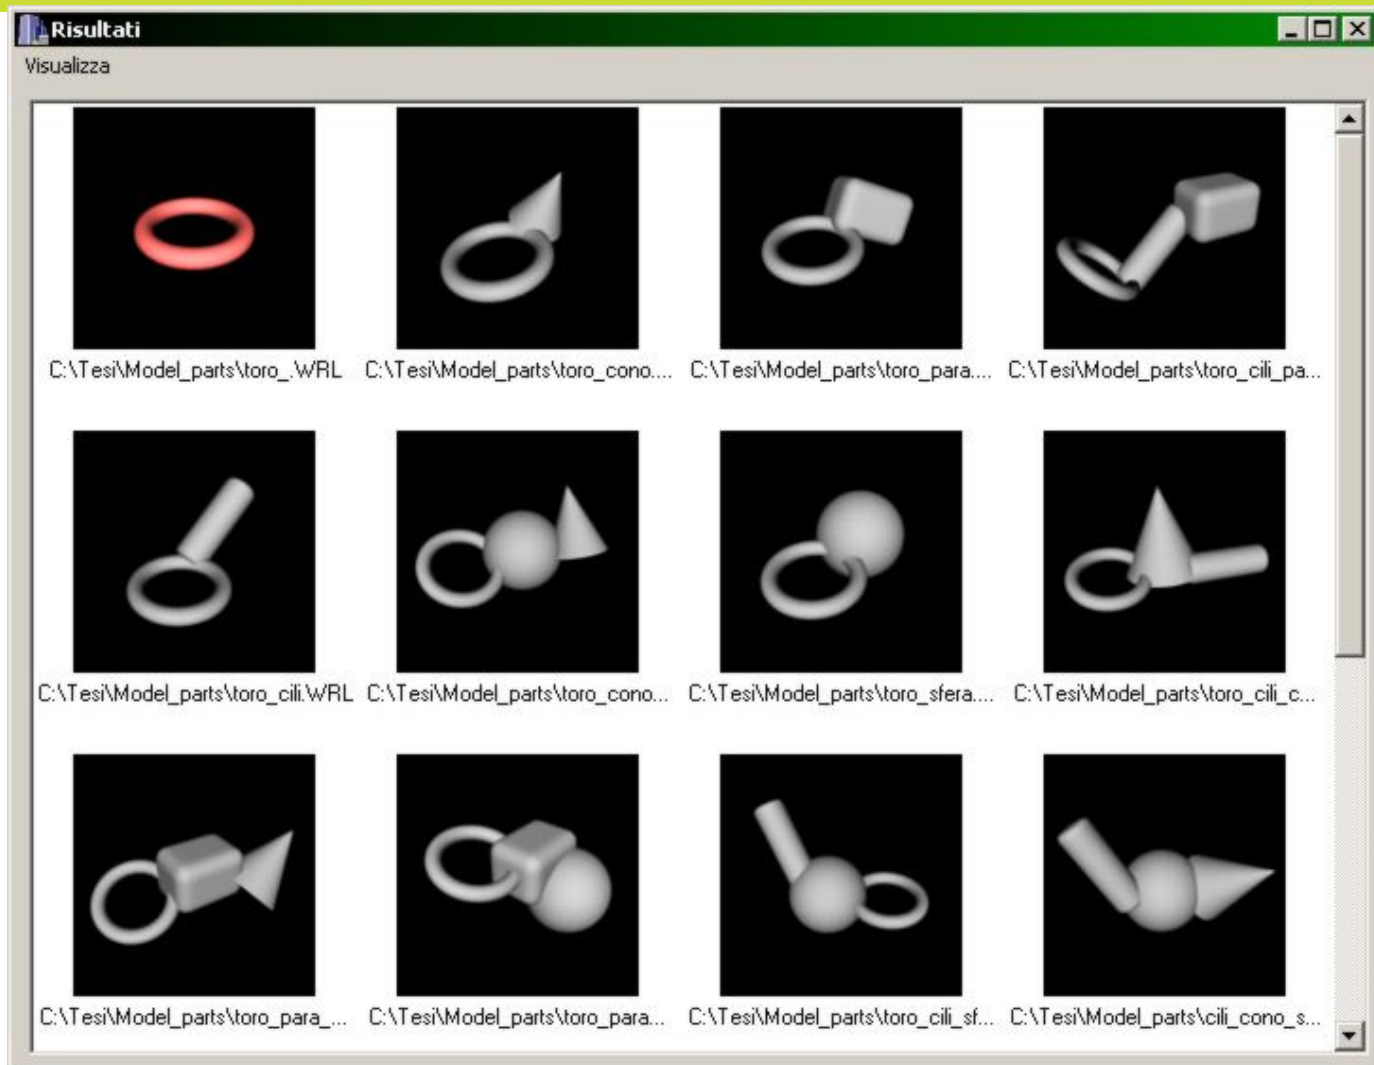 Risultati
Visualizza
C:\Tesi\Model_parts\toro_.WRL
C:\Tesi\Model_parts\toro_cono....
C:\Tesi\Model_parts\toro_para....
C:\Tesi\Model_parts\toro_cili_pa...
C:\Tesi\Model_parts\toro_cili.WRL
C:\Tesi\Model_parts\toro_cono...
C:\Tesi\Model_parts\toro_sfera....
C:\Tesi\Model_parts\toro_cili_c...
C:\Tesi\Model_parts\toro_para_...
C:\Tesi\Model_parts\toro_para...
C:\Tesi\Model_parts\toro_cili_sf...
C:\Tesi\Model_parts\cili_cono_s...